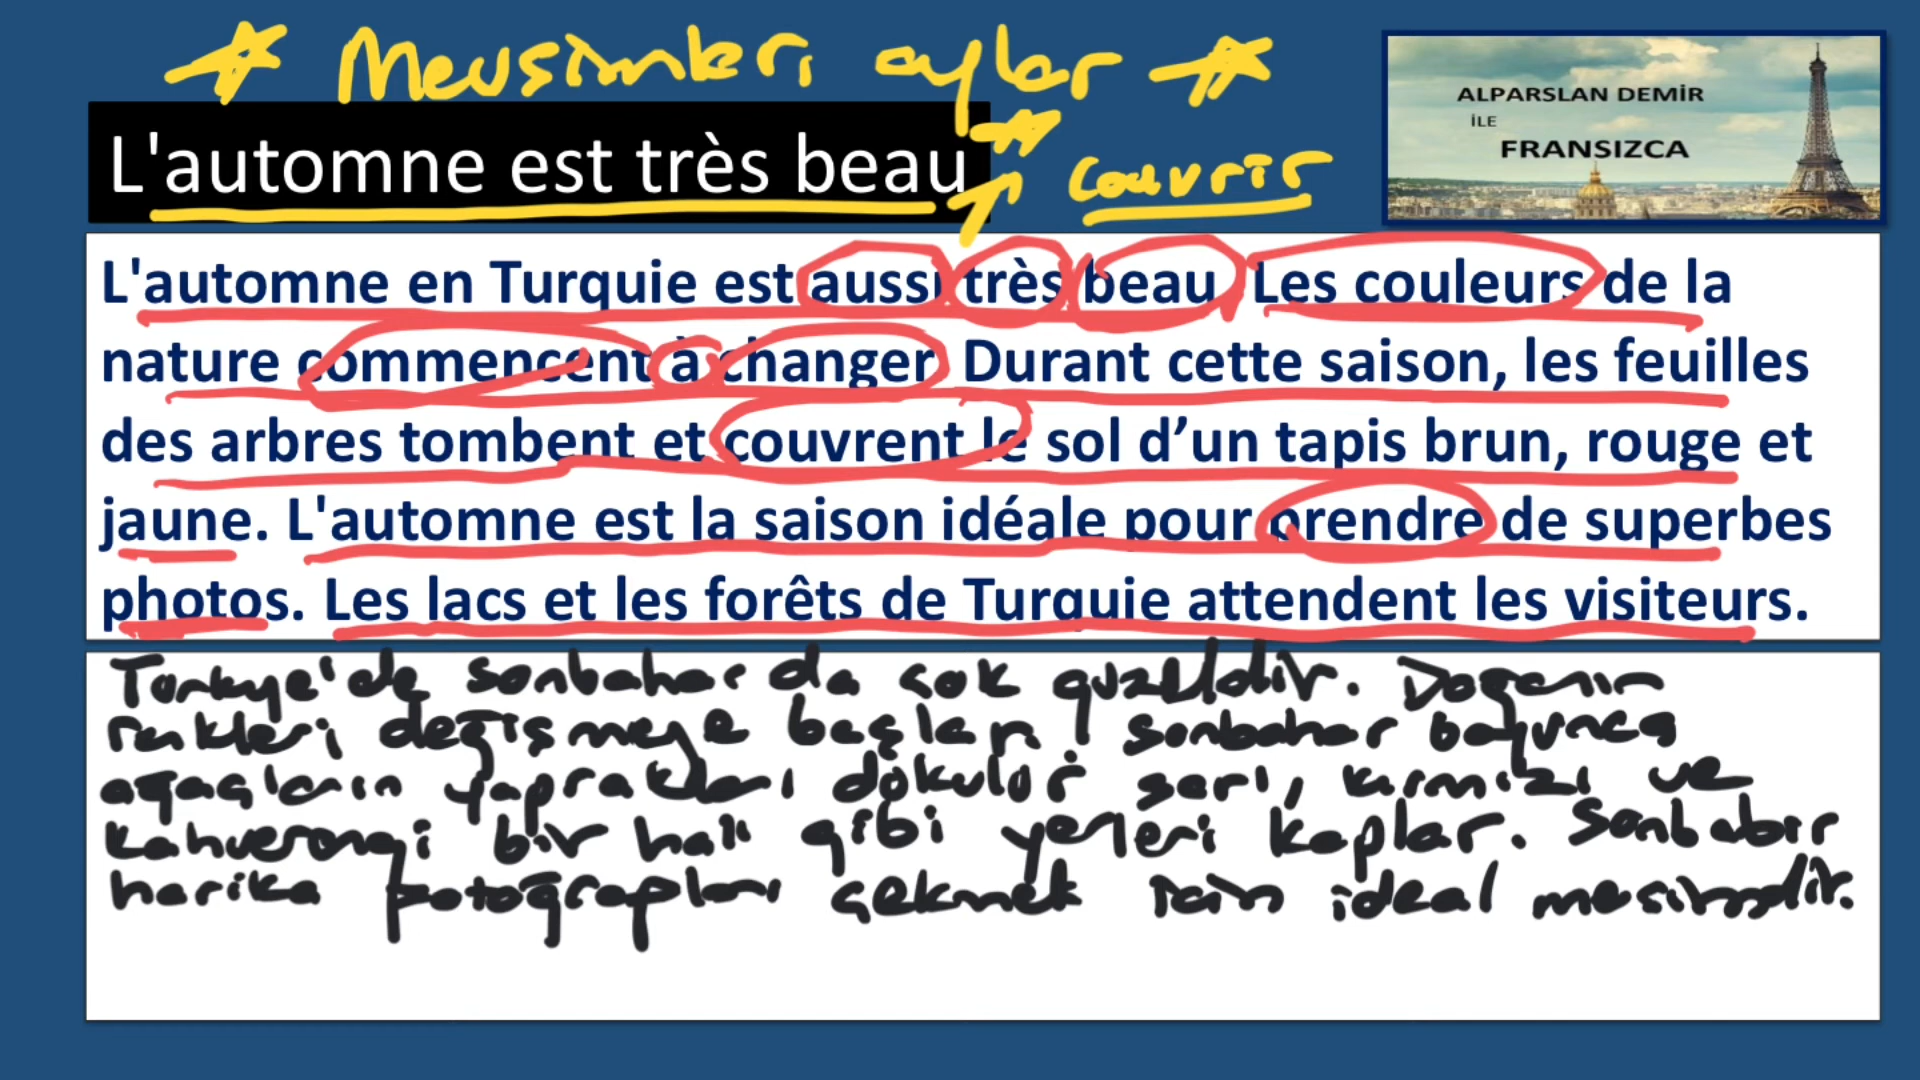 Mevsimleri aylar
L'automne est très beau
couvrir
ALPARSLAN DEMİR
İLE
FRANSIZCA
L'automne en Turquie est aussi très beau. Les couleurs de la
nature commencent à changer. Durant cette saison, les feuilles
des arbres tombent et couvrent le sol d’un tapis brun, rouge et
jaune. L'automne est la saison idéale pour prendre de superbes
photos. Les lacs et les forêts de Turquie attendent les visiteurs.
Türkiye'de sonbahar da çok güzeldir. Doğanın
renkleri değişmeye başlar. Sonbahar boyunca
ağaçların yaprakları dökülür sarı, kırmızı ve
kahverengi bir halı gibi yerleri kaplar. Sonbahar
harika fotoğrapları çekmek için ideal mevsimdir.